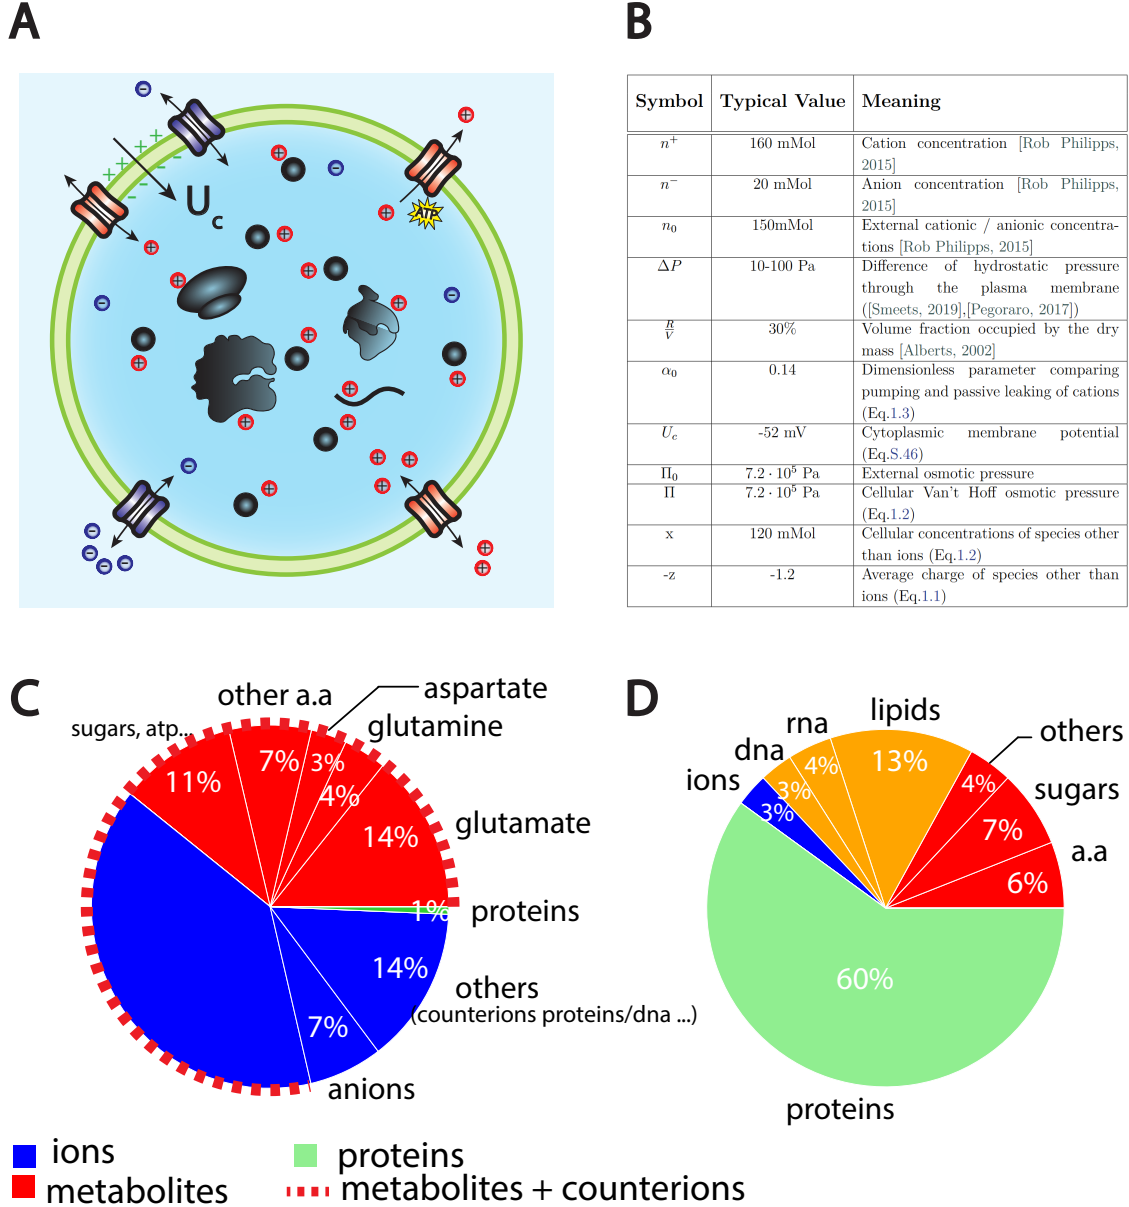 A
B
U c
ATP
Symbol Typical Value Meaning
n⁺ 160 mMol Cation concentration [Rob Philipps,
2015]
n⁻ 20 mMol Anion concentration [Rob Philipps,
2015]
n₀ 150mMol External cationic / anionic concentra-
tions [Rob Philipps, 2015]
ΔP 10-100 Pa Difference of hydrostatic pressure
through the plasma membrane
([Smeets, 2019],[Pegoraro, 2017])
R/V 30% Volume fraction occupied by the dry
mass [Alberts, 2002]
α₀ 0.14 Dimensionless parameter comparing
pumping and passive leaking of cations
(Eq.1.3)
U꜀ -52 mV Cytoplasmic membrane potential
(Eq.S.46)
Π₀ 7.2 · 10⁵ Pa External osmotic pressure
Π 7.2 · 10⁵ Pa Cellular Van't Hoff osmotic pressure
(Eq.1.2)
x 120 mMol Cellular concentrations of species other
than ions (Eq.1.2)
-z -1.2 Average charge of species other than
ions (Eq.1.1)
C
other a.a
aspartate
sugars, atp...
glutamine
11%
7%
3%
4%
14%
glutamate
1%
proteins
14%
others
(counterions proteins/dna ...)
7%
anions
D
lipids
rna
others
dna
ions
sugars
13%
4%
4%
3%
3%
7%
a.a
6%
60%
proteins
ions
proteins
metabolites
metabolites + counterions